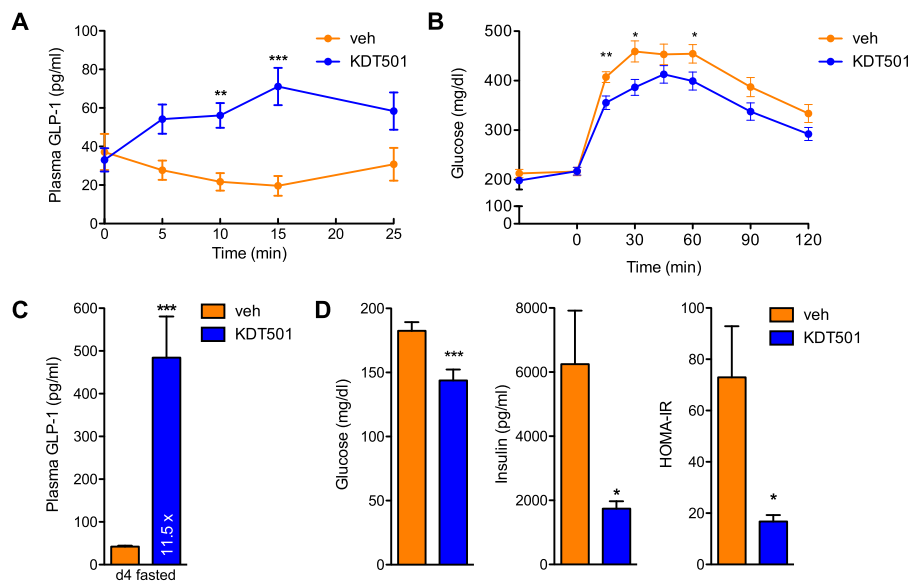 A
Plasma GLP-1 (pg/ml)
100
80
60
40
20
0
** ***
0 5 10 15 20 25
Time (min)
veh
KDT501
B
Glucose (mg/dl)
500
400
300
200
100
0
** * *
0 30 60 90 120
Time (min)
veh
KDT501
C
Plasma GLP-1 (pg/ml)
600
500
400
300
200
100
0
***
11.5 x
d4 fasted
veh
KDT501
D
Glucose (mg/dl)
200
150
100
50
0
***
Insulin (pg/ml)
8000
6000
4000
2000
0
*
HOMA-IR
100
80
60
40
20
0
*
veh
KDT501